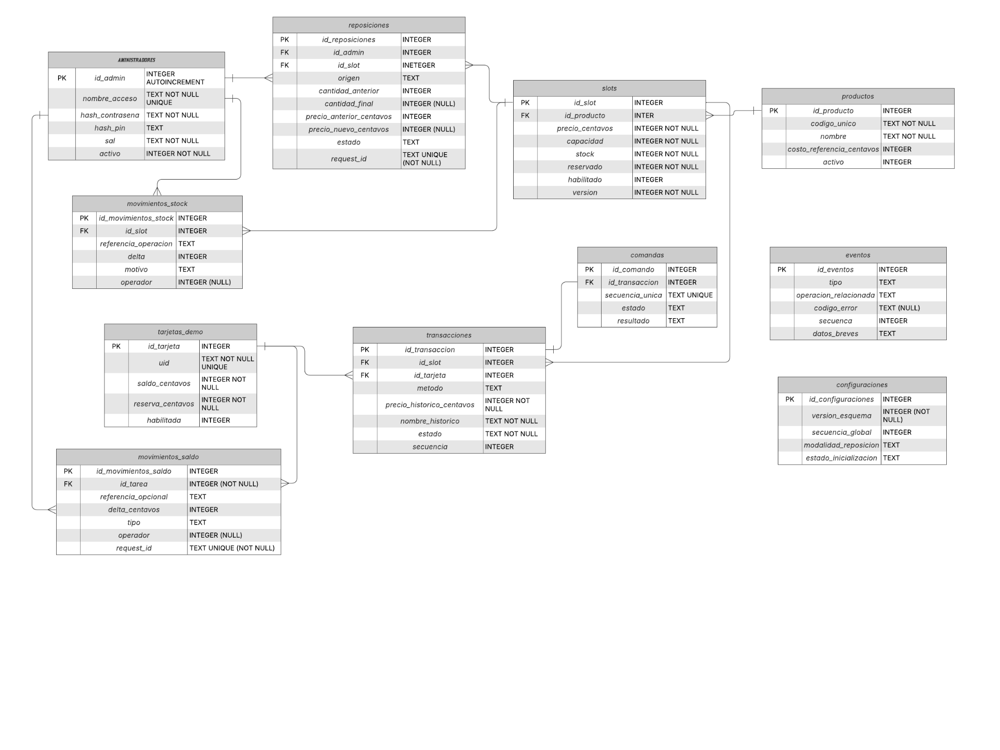 reposiciones
PK id_reposiciones INTEGER
FK id_admin INTEGER
FK id_slot INETEGER
origen TEXT
cantidad_anterior INTEGER
cantidad_final INTEGER (NULL)
precio_anterior_centavos INTEGER
precio_nuevo_centavos INTEGER (NULL)
estado TEXT
request_id TEXT UNIQUE
(NOT NULL)
AMINISTRADORES
PK id_admin INTEGER
AUTOINCREMENT
nombre_acceso TEXT NOT NULL
UNIQUE
hash_contrasena TEXT NOT NULL
hash_pin TEXT
sal TEXT NOT NULL
activo INTEGER NOT NULL
slots
PK id_slot INTEGER
FK id_producto INTER
precio_centavos INTEGER NOT NULL
capacidad INTEGER NOT NULL
stock INTEGER NOT NULL
reservado INTEGER NOT NULL
habilitado INTEGER
version INTEGER NOT NULL
productos
PK id_producto INTEGER
codigo_unico TEXT NOT NULL
nombre TEXT NOT NULL
costo_referencia_centavos INTEGER
activo INTEGER
movimientos_stock
PK id_movimientos_stock INTEGER
FK id_slot INTEGER
referencia_operacion TEXT
delta INTEGER
motivo TEXT
operador INTEGER (NULL)
comandas
PK id_comando INTEGER
FK id_transaccion INTEGER
secuencia_unica TEXT UNIQUE
estado TEXT
resultado TEXT
eventos
PK id_eventos INTEGER
tipo TEXT
operacion_relacionada TEXT
codigo_error TEXT (NULL)
secuenca INTEGER
datos_breves TEXT
tarjetas_demo
PK id_tarjeta INTEGER
uid TEXT NOT NULL
UNIQUE
saldo_centavos INTEGER NOT
NULL
reserva_centavos INTEGER NOT
NULL
habilitada INTEGER
transacciones
PK id_transaccion INTEGER
FK id_slot INTEGER
FK id_tarjeta INTEGER
metodo TEXT
precio_historico_centavos INTEGER NOT
NULL
nombre_historico TEXT NOT NULL
estado TEXT NOT NULL
secuencia INTEGER
configuraciones
PK id_configuraciones INTEGER
version_esquema INTEGER (NOT
NULL)
secuencia_global INTEGER
modalidad_reposicion TEXT
estado_inicializacion TEXT
movimientos_saldo
PK id_movimientos_saldo INTEGER
FK id_tarea INTEGER (NOT NULL)
referencia_opcional TEXT
delta_centavos INTEGER
tipo TEXT
operador INTEGER (NULL)
request_id TEXT UNIQUE (NOT NULL)